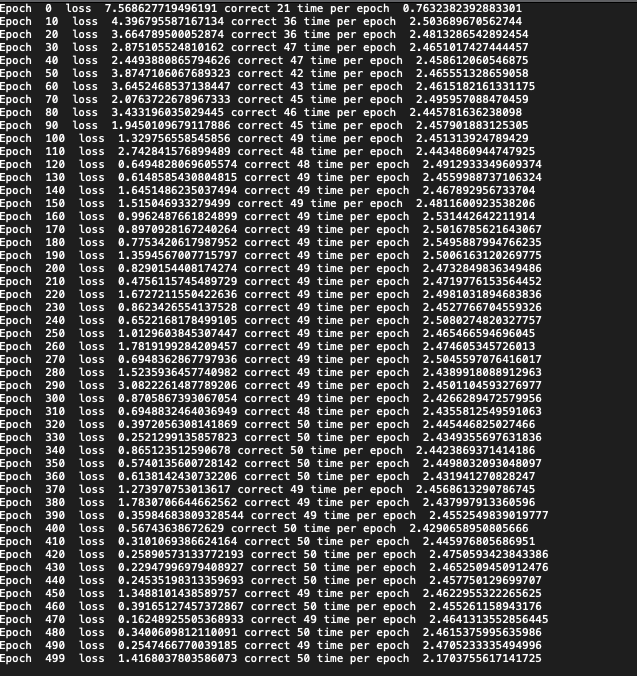 Epoch  0  loss  7.568627719496191 correct 21 time per epoch  0.7632382392883301
Epoch  10  loss  4.396795587167134 correct 36 time per epoch  2.503689670562744
Epoch  20  loss  3.664789500052874 correct 36 time per epoch  2.4813286542892454
Epoch  30  loss  2.875105524810162 correct 47 time per epoch  2.4651017427444457
Epoch  40  loss  2.4493880865794626 correct 47 time per epoch  2.458612060546875
Epoch  50  loss  3.8747106067689323 correct 42 time per epoch  2.465551328659058
Epoch  60  loss  3.6452468537138447 correct 43 time per epoch  2.4615182161331175
Epoch  70  loss  2.0763722678967333 correct 45 time per epoch  2.495957088470459
Epoch  80  loss  3.433196035029445 correct 46 time per epoch  2.445781636238098
Epoch  90  loss  1.9450109679117886 correct 45 time per epoch  2.457901883125305
Epoch  100  loss  1.329756558545856 correct 49 time per epoch  2.451313924789429
Epoch  110  loss  2.742841576899489 correct 48 time per epoch  2.4434860944747925
Epoch  120  loss  0.6494828069605574 correct 48 time per epoch  2.4912933349609374
Epoch  130  loss  0.6148585430804815 correct 49 time per epoch  2.4559988737106324
Epoch  140  loss  1.6451486235037494 correct 49 time per epoch  2.467892956733704
Epoch  150  loss  1.515046933279499 correct 49 time per epoch  2.4811600923538206
Epoch  160  loss  0.9962487661824899 correct 49 time per epoch  2.531442642211914
Epoch  170  loss  0.8970928167240264 correct 49 time per epoch  2.5016785621643067
Epoch  180  loss  0.7753420617987952 correct 49 time per epoch  2.5495887994766235
Epoch  190  loss  1.3594567007715797 correct 49 time per epoch  2.5006163120269775
Epoch  200  loss  0.8290154408174274 correct 49 time per epoch  2.4732849836349486
Epoch  210  loss  0.4756115745489729 correct 49 time per epoch  2.4719776153564452
Epoch  220  loss  1.6727211550422636 correct 49 time per epoch  2.4981031894683836
Epoch  230  loss  0.8623426554137528 correct 49 time per epoch  2.4527766704559326
Epoch  240  loss  0.6522168178499105 correct 49 time per epoch  2.5080274820327757
Epoch  250  loss  1.0129603845307447 correct 49 time per epoch  2.465466594696045
Epoch  260  loss  1.7819199284209457 correct 49 time per epoch  2.474605345726013
Epoch  270  loss  0.6948362867797936 correct 49 time per epoch  2.5045597076416017
Epoch  280  loss  1.5235936457740982 correct 49 time per epoch  2.4389918088912963
Epoch  290  loss  3.0822261487789206 correct 49 time per epoch  2.4501104593276977
Epoch  300  loss  0.8705867393067054 correct 49 time per epoch  2.4266289472579956
Epoch  310  loss  0.6948832464036949 correct 48 time per epoch  2.4355812549591063
Epoch  320  loss  0.3972056308141869 correct 50 time per epoch  2.445446825027466
Epoch  330  loss  0.2521299135857823 correct 50 time per epoch  2.4349355697631836
Epoch  340  loss  0.865123512590678 correct 50 time per epoch  2.4423869371414186
Epoch  350  loss  0.5740135600728142 correct 50 time per epoch  2.4498032093048097
Epoch  360  loss  0.6138142430732206 correct 50 time per epoch  2.431941270828247
Epoch  370  loss  1.273970753013617 correct 49 time per epoch  2.4568613290786745
Epoch  380  loss  1.7830706644662562 correct 49 time per epoch  2.437997913360596
Epoch  390  loss  0.35984683809328544 correct 49 time per epoch  2.4552549839019777
Epoch  400  loss  0.56743638672629 correct 50 time per epoch  2.4290658950805666
Epoch  410  loss  0.3101069386624164 correct 50 time per epoch  2.445976805686951
Epoch  420  loss  0.25890573133772193 correct 50 time per epoch  2.4750593423843386
Epoch  430  loss  0.22947996979408927 correct 50 time per epoch  2.4652509450912476
Epoch  440  loss  0.24535198313359693 correct 50 time per epoch  2.457750129699707
Epoch  450  loss  1.3488101438589757 correct 49 time per epoch  2.4622955322265625
Epoch  460  loss  0.39165127457372867 correct 50 time per epoch  2.455261158943176
Epoch  470  loss  0.16248925505368933 correct 49 time per epoch  2.4641313552856445
Epoch  480  loss  0.3400609812110091 correct 50 time per epoch  2.4615375995635986
Epoch  490  loss  0.2547466770039185 correct 49 time per epoch  2.4705233335494996
Epoch  499  loss  1.4168037803586073 correct 50 time per epoch  2.1703755617141725